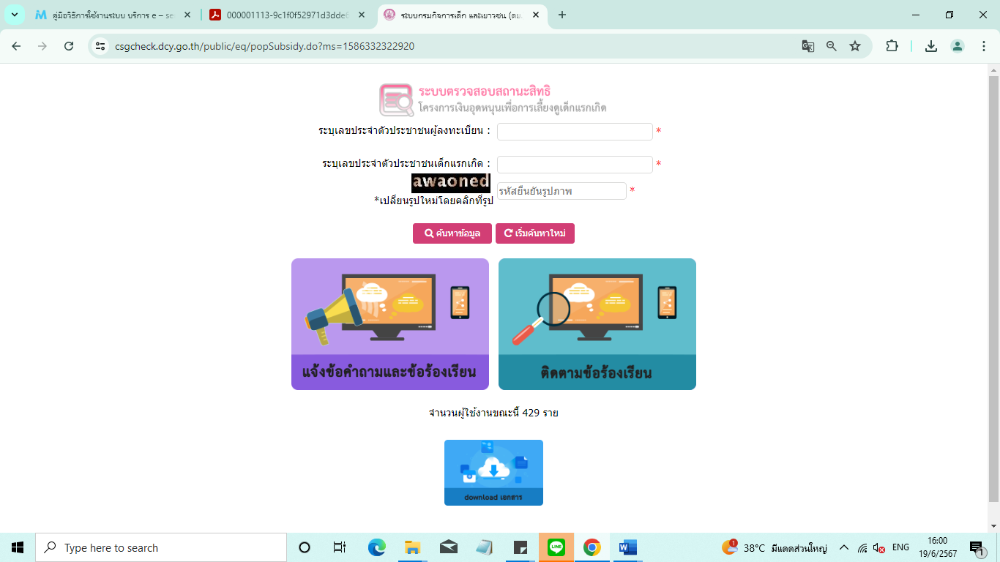 คู่มือวิธีการใช้งานระบบ บริการ e – se
000001113-9c1f0f52971d3dde6
ระบบกรมกิจการเด็ก และเยาวชน (ดย.
csgcheck.dcy.go.th/public/eq/popSubsidy.do?ms=1586332322920
ระบบตรวจสอบสถานะสิทธิ
โครงการเงินอุดหนุนเพื่อการเลี้ยงดูเด็กแรกเกิด
ระบุเลขประจำตัวประชาชนผู้ลงทะเบียน : *
ระบุเลขประจำตัวประชาชนเด็กแรกเกิด : *
awaoned
รหัสยืนยันรูปภาพ *
*เปลี่ยนรูปใหม่โดยคลิกที่รูป
ค้นหาข้อมูล เริ่มค้นหาใหม่
แจ้งข้อคำถามและข้อร้องเรียน
ติดตามข้อร้องเรียน
จำนวนผู้ใช้งานขณะนี้ 429 ราย
download เอกสาร
Type here to search
LINE
1
38°C มีแดดส่วนใหญ่
ENG
16:00
19/6/2567
1